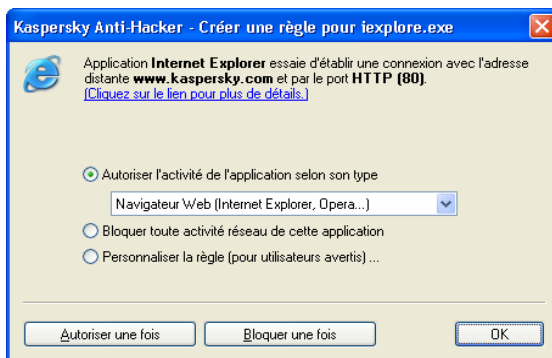 Kaspersky Anti-Hacker - Créer une règle pour iexplore.exe
Application Internet Explorer essaie d'établir une connexion avec l'adresse
distante www.kaspersky.com et par le port HTTP (80).
(Cliquez sur le lien pour plus de détails.)
Autoriser l'activité de l'application selon son type
Navigateur Web (Internet Explorer, Opera...)
Bloquer toute activité réseau de cette application
Personnaliser la règle (pour utilisateurs avertis) ...
Autoriser une fois
Bloquer une fois
OK